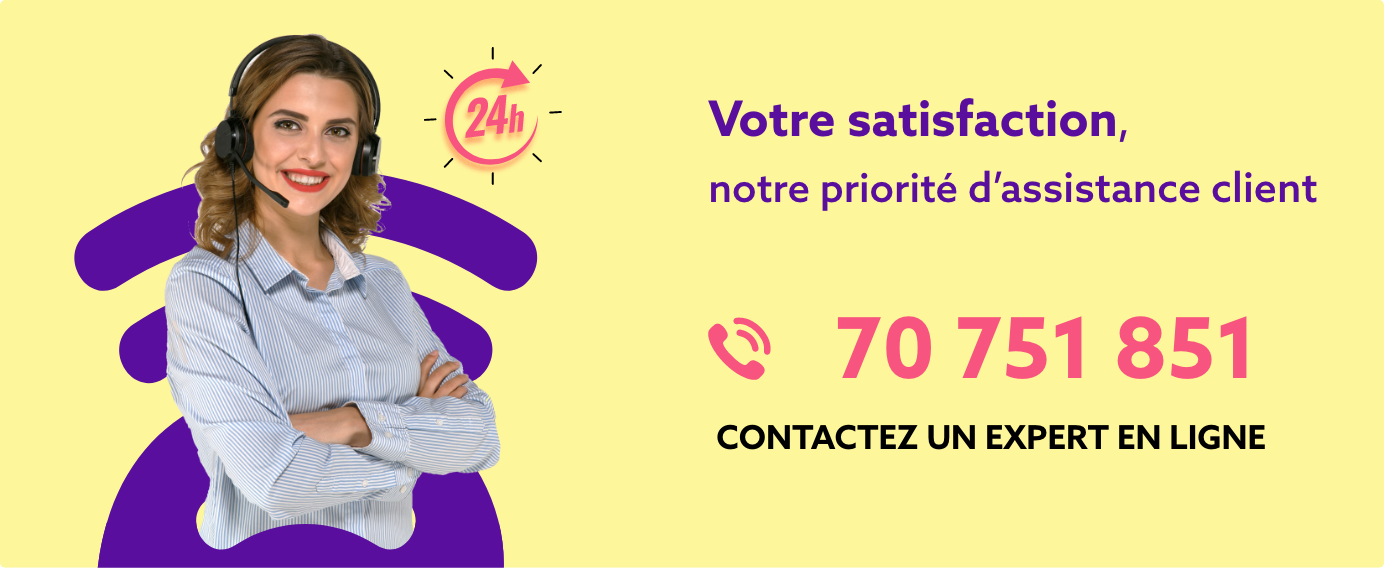 24h
Votre satisfaction,
notre priorité d’assistance client
70 751 851
CONTACTEZ UN EXPERT EN LIGNE